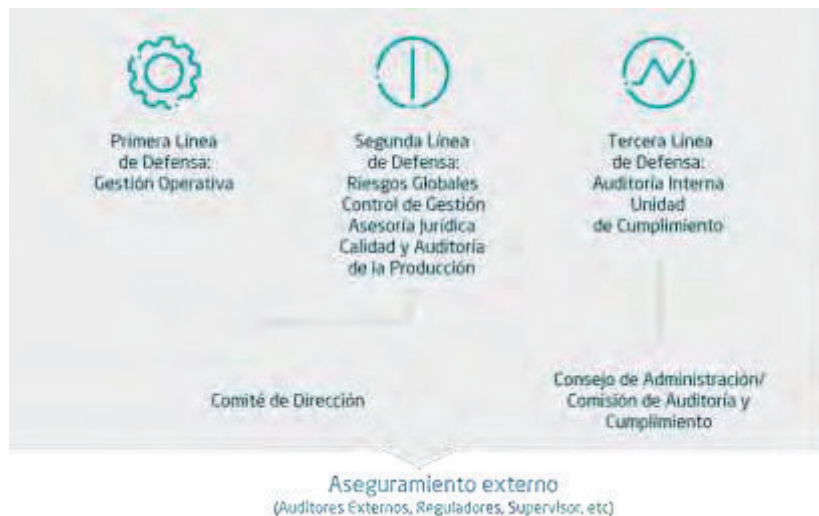 Primera Línea
de Defensa:
Gestión Operativa
Segunda Línea
de Defensa:
Riesgos Globales
Control de Gestión
Asesoría Jurídica
Calidad y Auditoría
de la Producción
Tercera Línea
de Defensa:
Auditoría Interna
Unidad
de Cumplimiento
Comité de Dirección
Consejo de Administración/
Comisión de Auditoría y
Cumplimiento
Aseguramiento externo
(Auditores Externos, Reguladores, Supervisor, etc)